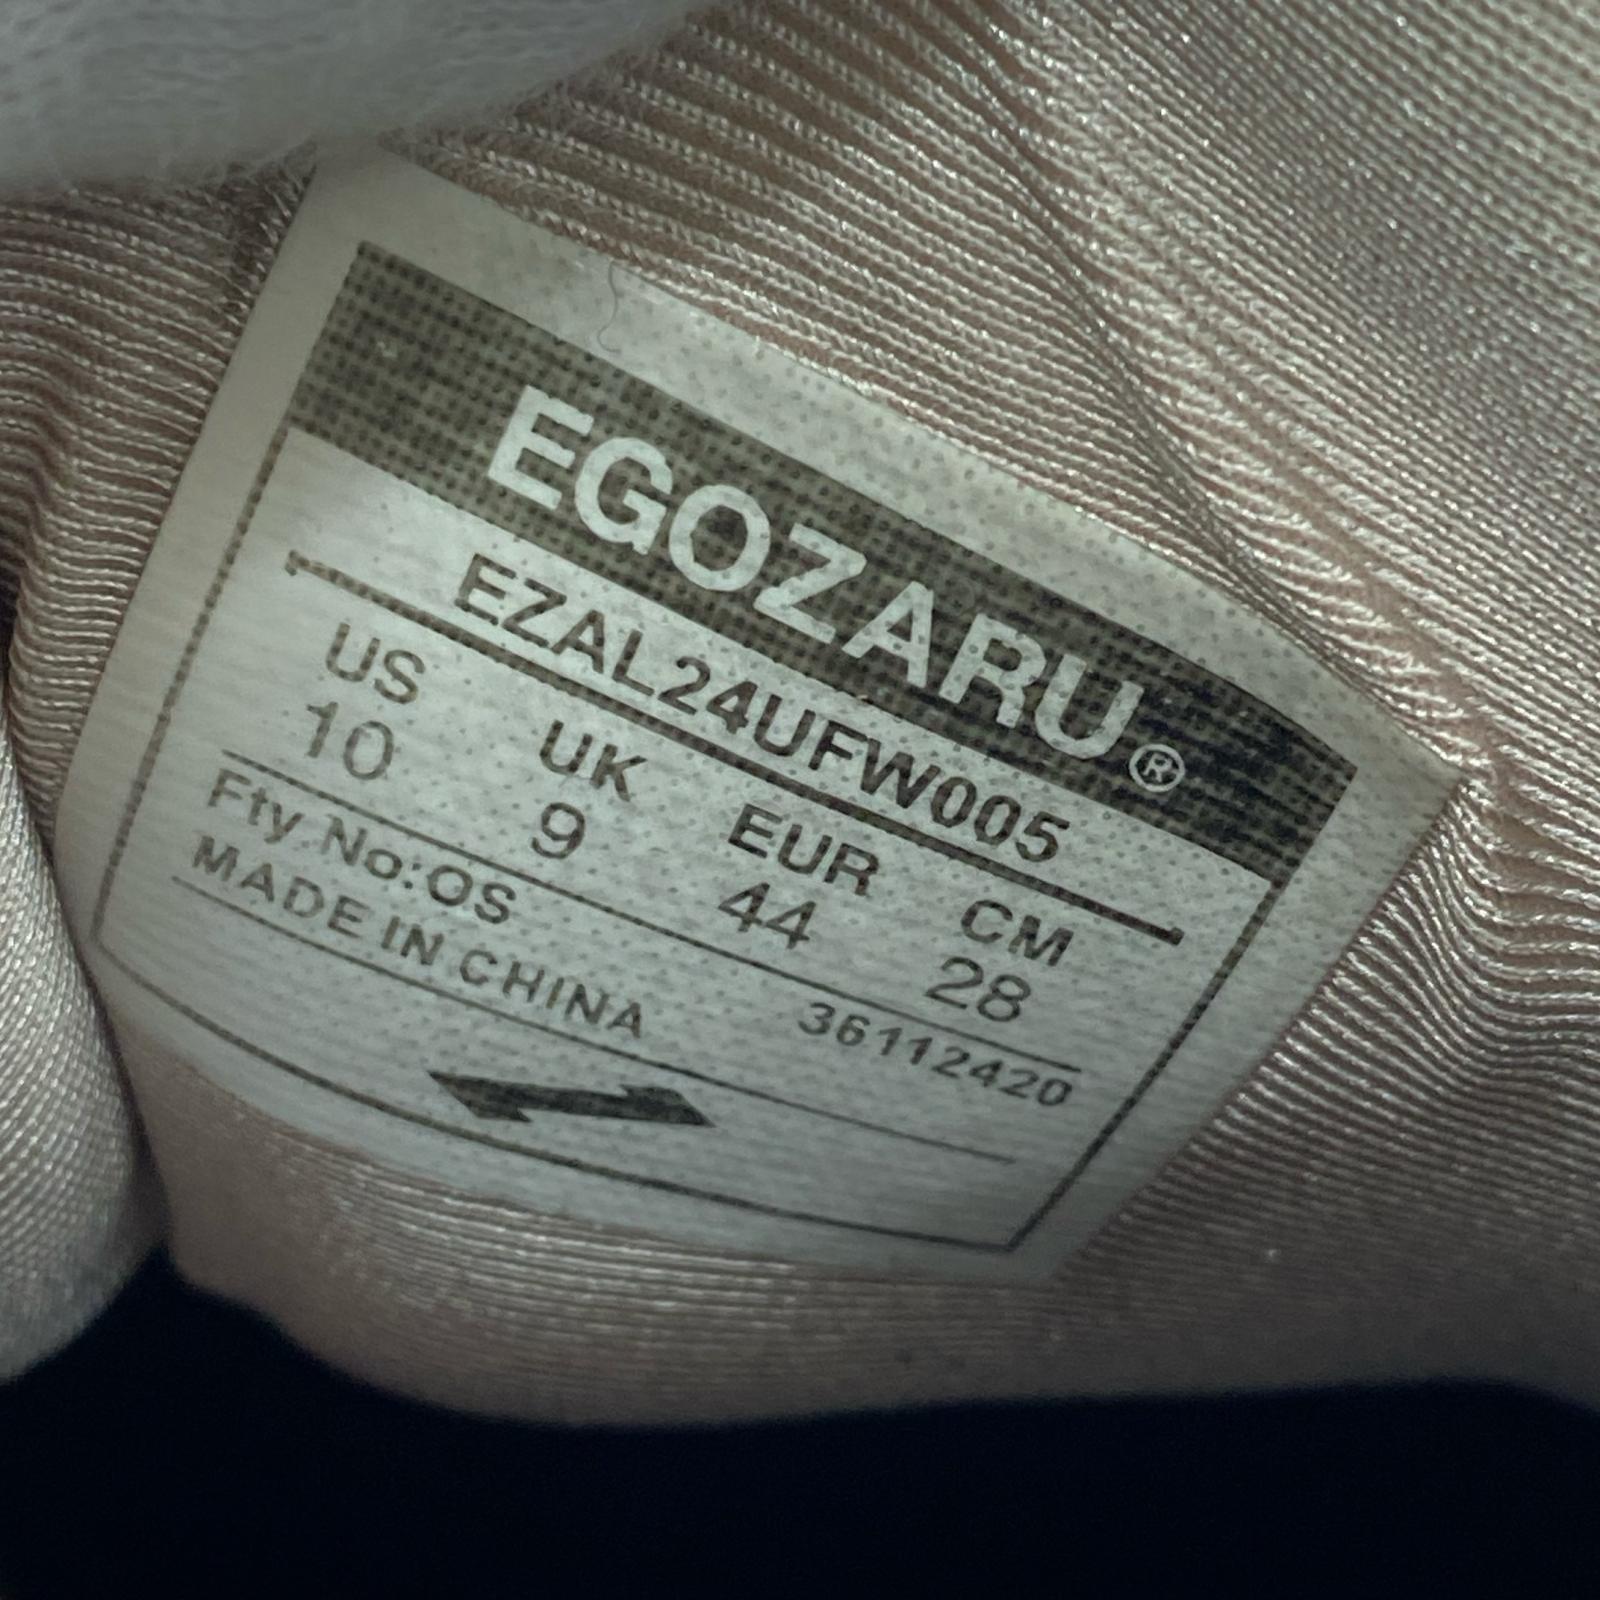 EGOZARU®
EZAL24UFW005
US UK EUR CM
10 9 44 28
Fty No:OS 36112420
MADE IN CHINA